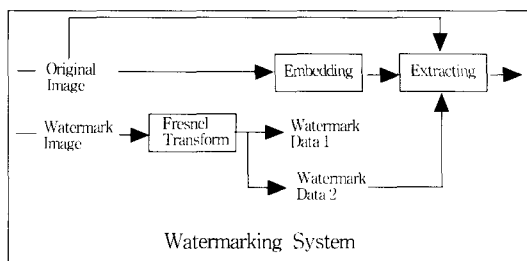 Original
Image
Embedding
Extracting
Watermark
Image
Fresnel
Transform
Watermark
Data 1
Watermark
Data 2
Watermarking System